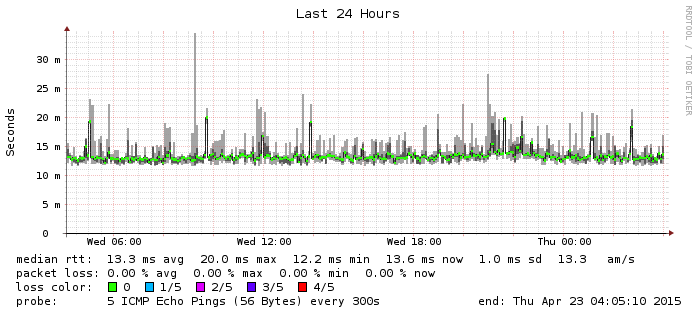 Last 24 Hours
RRDTOOL / TOBI OETIKER
Seconds
30 m
25 m
20 m
15 m
10 m
5 m
0
Wed 06:00 Wed 12:00 Wed 18:00 Thu 00:00
median rtt: 13.3 ms avg 20.0 ms max 12.2 ms min 13.6 ms now 1.0 ms sd 13.3 am/s
packet loss: 0.00 % avg 0.00 % max 0.00 % min 0.00 % now
loss color: 0 1/5 2/5 3/5 4/5
probe: 5 ICMP Echo Pings (56 Bytes) every 300s end: Thu Apr 23 04:05:10 2015